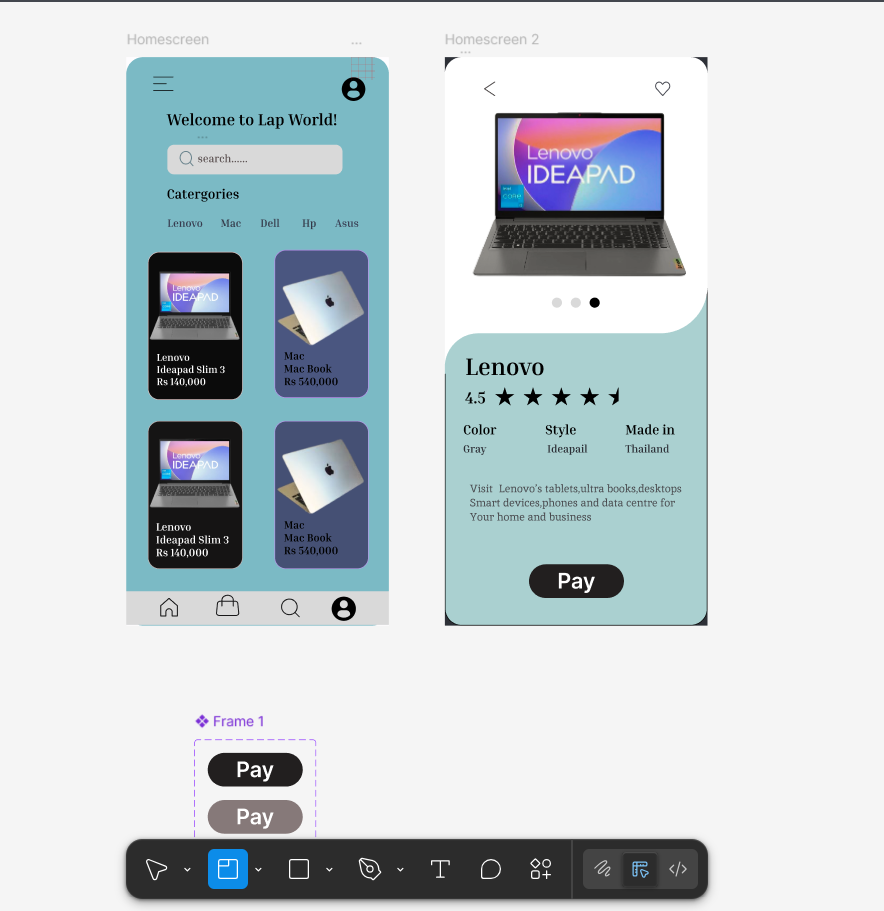 Homescreen
...
Welcome to Lap World!
...
search......
Catergories
Lenovo Mac Dell Hp Asus
Lenovo
IDEAPAD
Lenovo
Ideapad Slim 3
Rs 140,000
Mac
Mac Book
Rs 540,000
Lenovo
IDEAPAD
Lenovo
Ideapad Slim 3
Rs 140,000
Mac
Mac Book
Rs 540,000
Homescreen 2
...
Lenovo
IDEAPAD
intel
CORE
Lenovo
4.5
Color Style Made in
Gray Ideapail Thailand
Visit Lenovo's tablets,ultra books,desktops
Smart devices,phones and data centre for
Your home and business
Pay
Frame 1
Pay
Pay